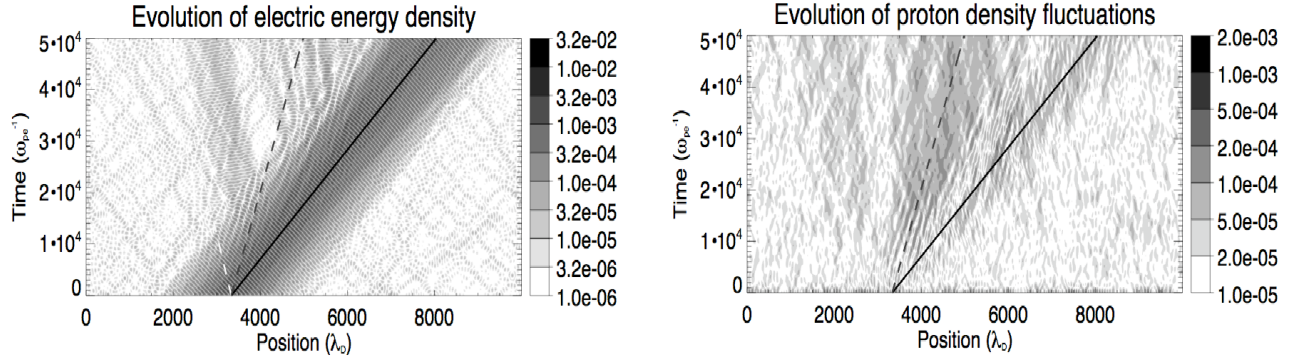 Evolution of electric energy density
5•10⁴
4•10⁴
3•10⁴
2•10⁴
1•10⁴
0
Time (ωpe⁻¹)
0 2000 4000 6000 8000
Position (λD)
3.2e-02
1.0e-02
3.2e-03
1.0e-03
3.2e-04
1.0e-04
3.2e-05
1.0e-05
3.2e-06
1.0e-06
Evolution of proton density fluctuations
5•10⁴
4•10⁴
3•10⁴
2•10⁴
1•10⁴
0
Time (ωpe⁻¹)
0 2000 4000 6000 8000
Position (λD)
2.0e-03
1.0e-03
5.0e-04
2.0e-04
1.0e-04
5.0e-05
2.0e-05
1.0e-05